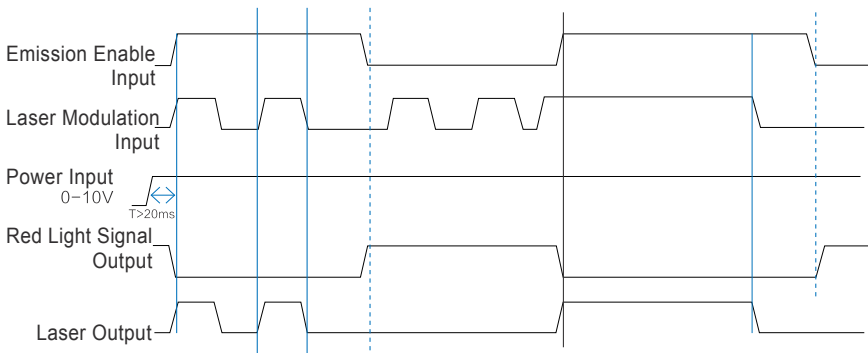 Emission Enable
Input
Laser Modulation
Input
Power Input
0-10V
T>20ms
Red Light Signal
Output
Laser Output